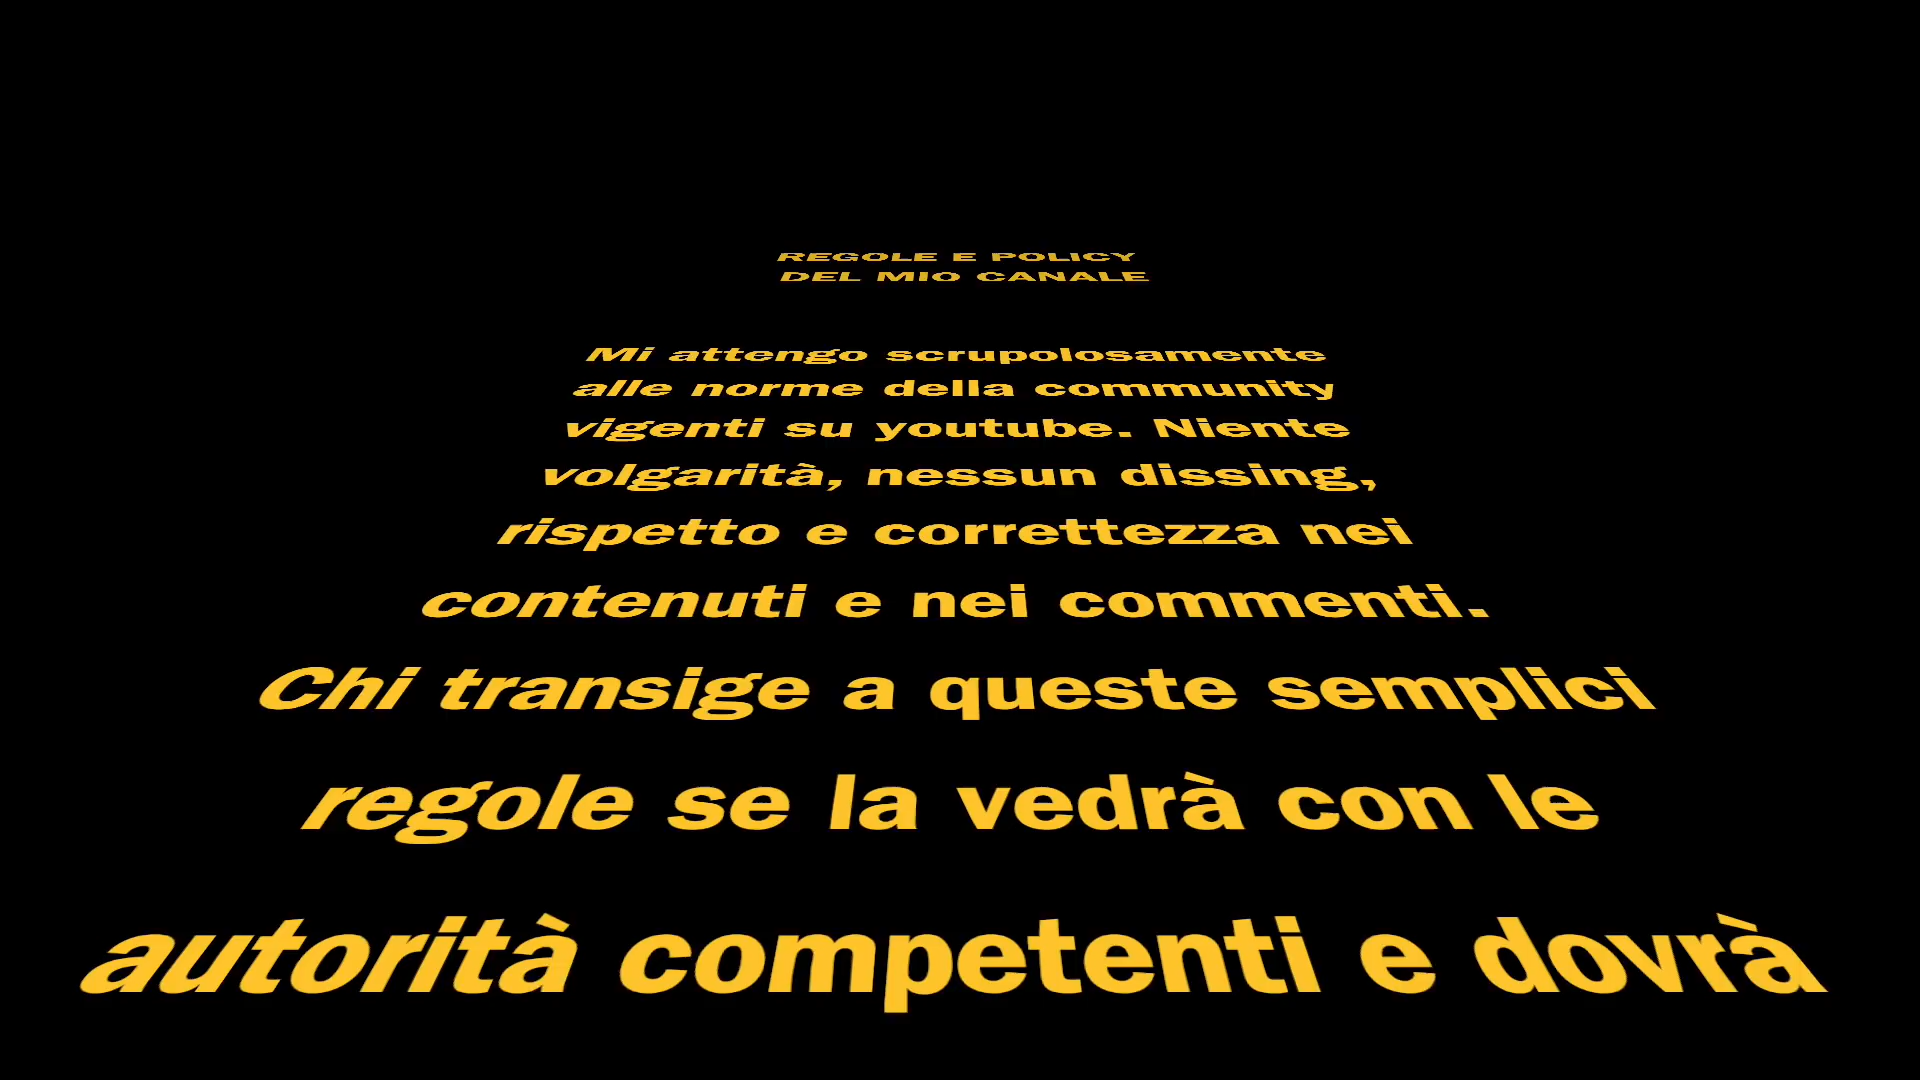 REGOLE E POLICY
DEL MIO CANALE
Mi attengo scrupolosamente
alle norme della community
vigenti su youtube. Niente
volgarità, nessun dissing,
rispetto e correttezza nei
contenuti e nei commenti.
Chi transige a queste semplici
regole se la vedrà con le
autorità competenti e dovrà